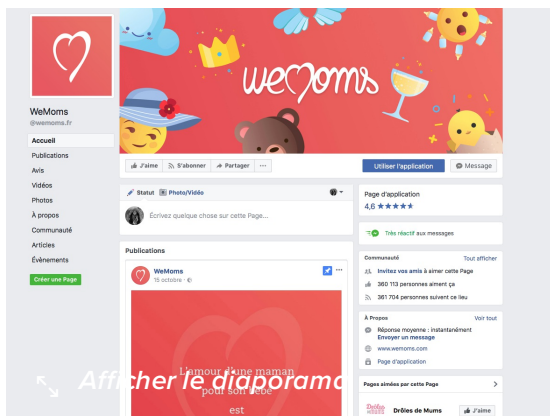 wemoms
WeMoms
@wemoms.fr
Accueil
Publications
Avis
Vidéos
Photos
À propos
Communauté
Articles
Évènements
Créer une Page
J'aime S'abonner Partager ···
Utiliser l'application Message
Statut Photo/Vidéo
Écrivez quelque chose sur cette Page...
Publications
WeMoms
15 octobre ·
L'amour d'une maman
pour son bébé
est
Afficher le diaporama
Page d'application
4,6 ★★★★★
Très réactif aux messages
Communauté Tout afficher
Invitez vos amis à aimer cette Page
360 113 personnes aiment ça
361 704 personnes suivent ce lieu
À Propos Voir tout
Réponse moyenne : instantanément
Envoyer un message
www.wemoms.com
Page d'application
Pages aimées par cette Page
Drôles de Mums J'aime